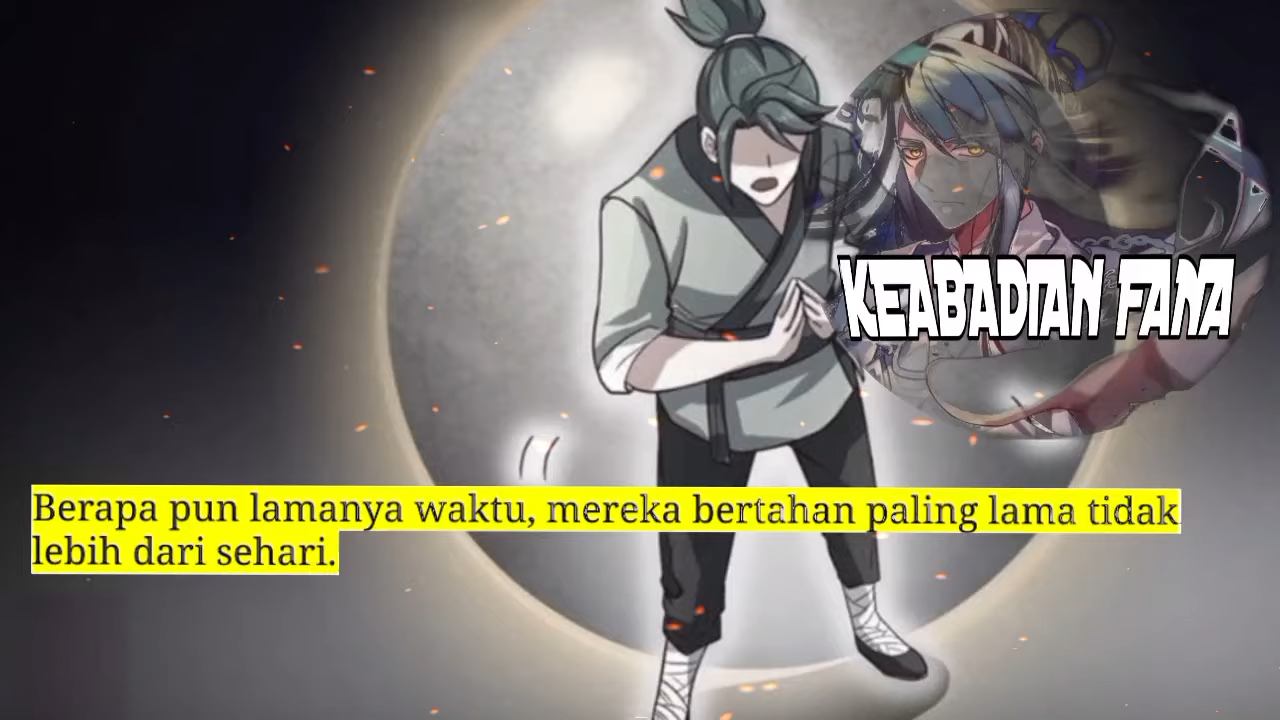 KEABADIAN FANA
Berapa pun lamanya waktu, mereka bertahan paling lama tidak
lebih dari sehari.